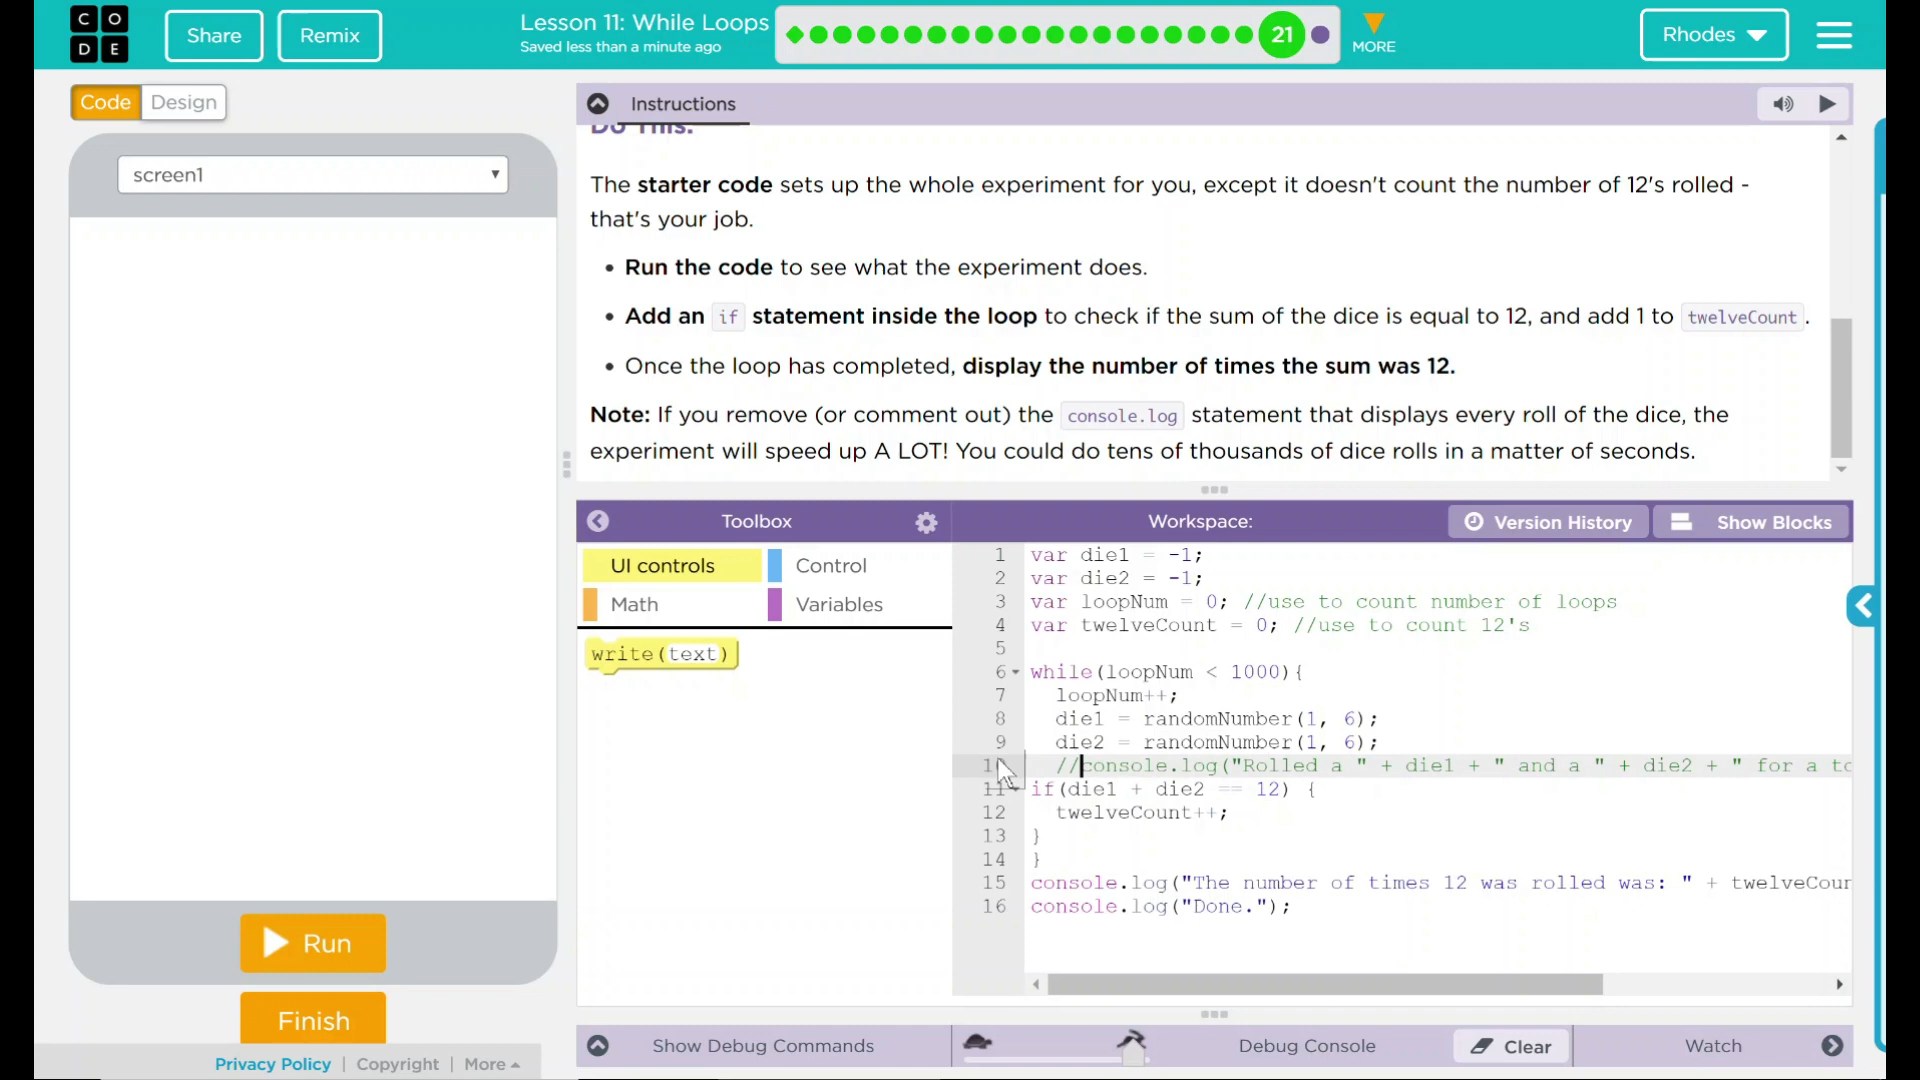 CODE
Share
Remix
Lesson 11: While Loops
Saved less than a minute ago
21
MORE
Rhodes
Code
Design
screen1
Instructions
Do This:
The starter code sets up the whole experiment for you, except it doesn't count the number of 12's rolled -
that's your job.
• Run the code to see what the experiment does.
• Add an if statement inside the loop to check if the sum of the dice is equal to 12, and add 1 to twelveCount.
• Once the loop has completed, display the number of times the sum was 12.
Note: If you remove (or comment out) the console.log statement that displays every roll of the dice, the
experiment will speed up A LOT! You could do tens of thousands of dice rolls in a matter of seconds.
Toolbox
Workspace:
Version History
Show Blocks
UI controls
Control
Math
Variables
write(text)
1 var die1 = -1;
2 var die2 = -1;
3 var loopNum = 0; //use to count number of loops
4 var twelveCount = 0; //use to count 12's
5
6 while(loopNum < 1000){
7 loopNum++;
8 die1 = randomNumber(1, 6);
9 die2 = randomNumber(1, 6);
1 //console.log("Rolled a " + die1 + " and a " + die2 + " for a to
11 if(die1 + die2 == 12) {
12 twelveCount++;
13 }
14 }
15 console.log("The number of times 12 was rolled was: " + twelveCoun
16 console.log("Done.");
Run
Finish
Show Debug Commands
Debug Console
Clear
Watch
Privacy Policy | Copyright | More